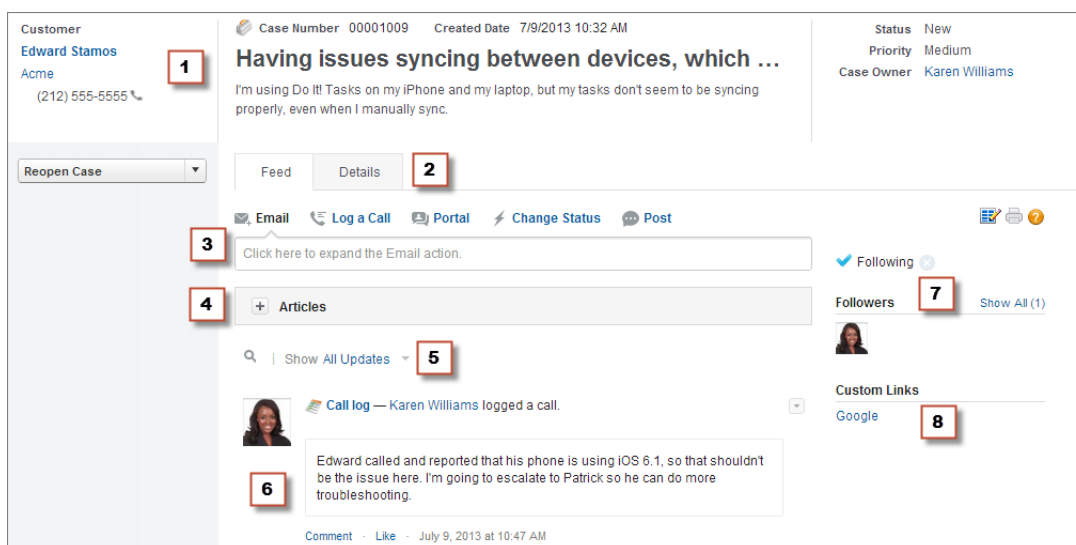 Customer
Edward Stamos
Acme
(212) 555-5555
1
Case Number 00001009 Created Date 7/9/2013 10:32 AM
Having issues syncing between devices, which ...
I'm using Do It! Tasks on my iPhone and my laptop, but my tasks don't seem to be syncing
properly, even when I manually sync.
Status New
Priority Medium
Case Owner Karen Williams
Reopen Case
Feed Details
2
Email Log a Call Portal Change Status Post
?
3
Click here to expand the Email action.
4
+ Articles
Show All Updates
5
Call log — Karen Williams logged a call.
Edward called and reported that his phone is using iOS 6.1, so that shouldn't
be the issue here. I'm going to escalate to Patrick so he can do more
troubleshooting.
6
Comment · Like · July 9, 2013 at 10:47 AM
Following
7
Followers Show All (1)
Custom Links
Google
8